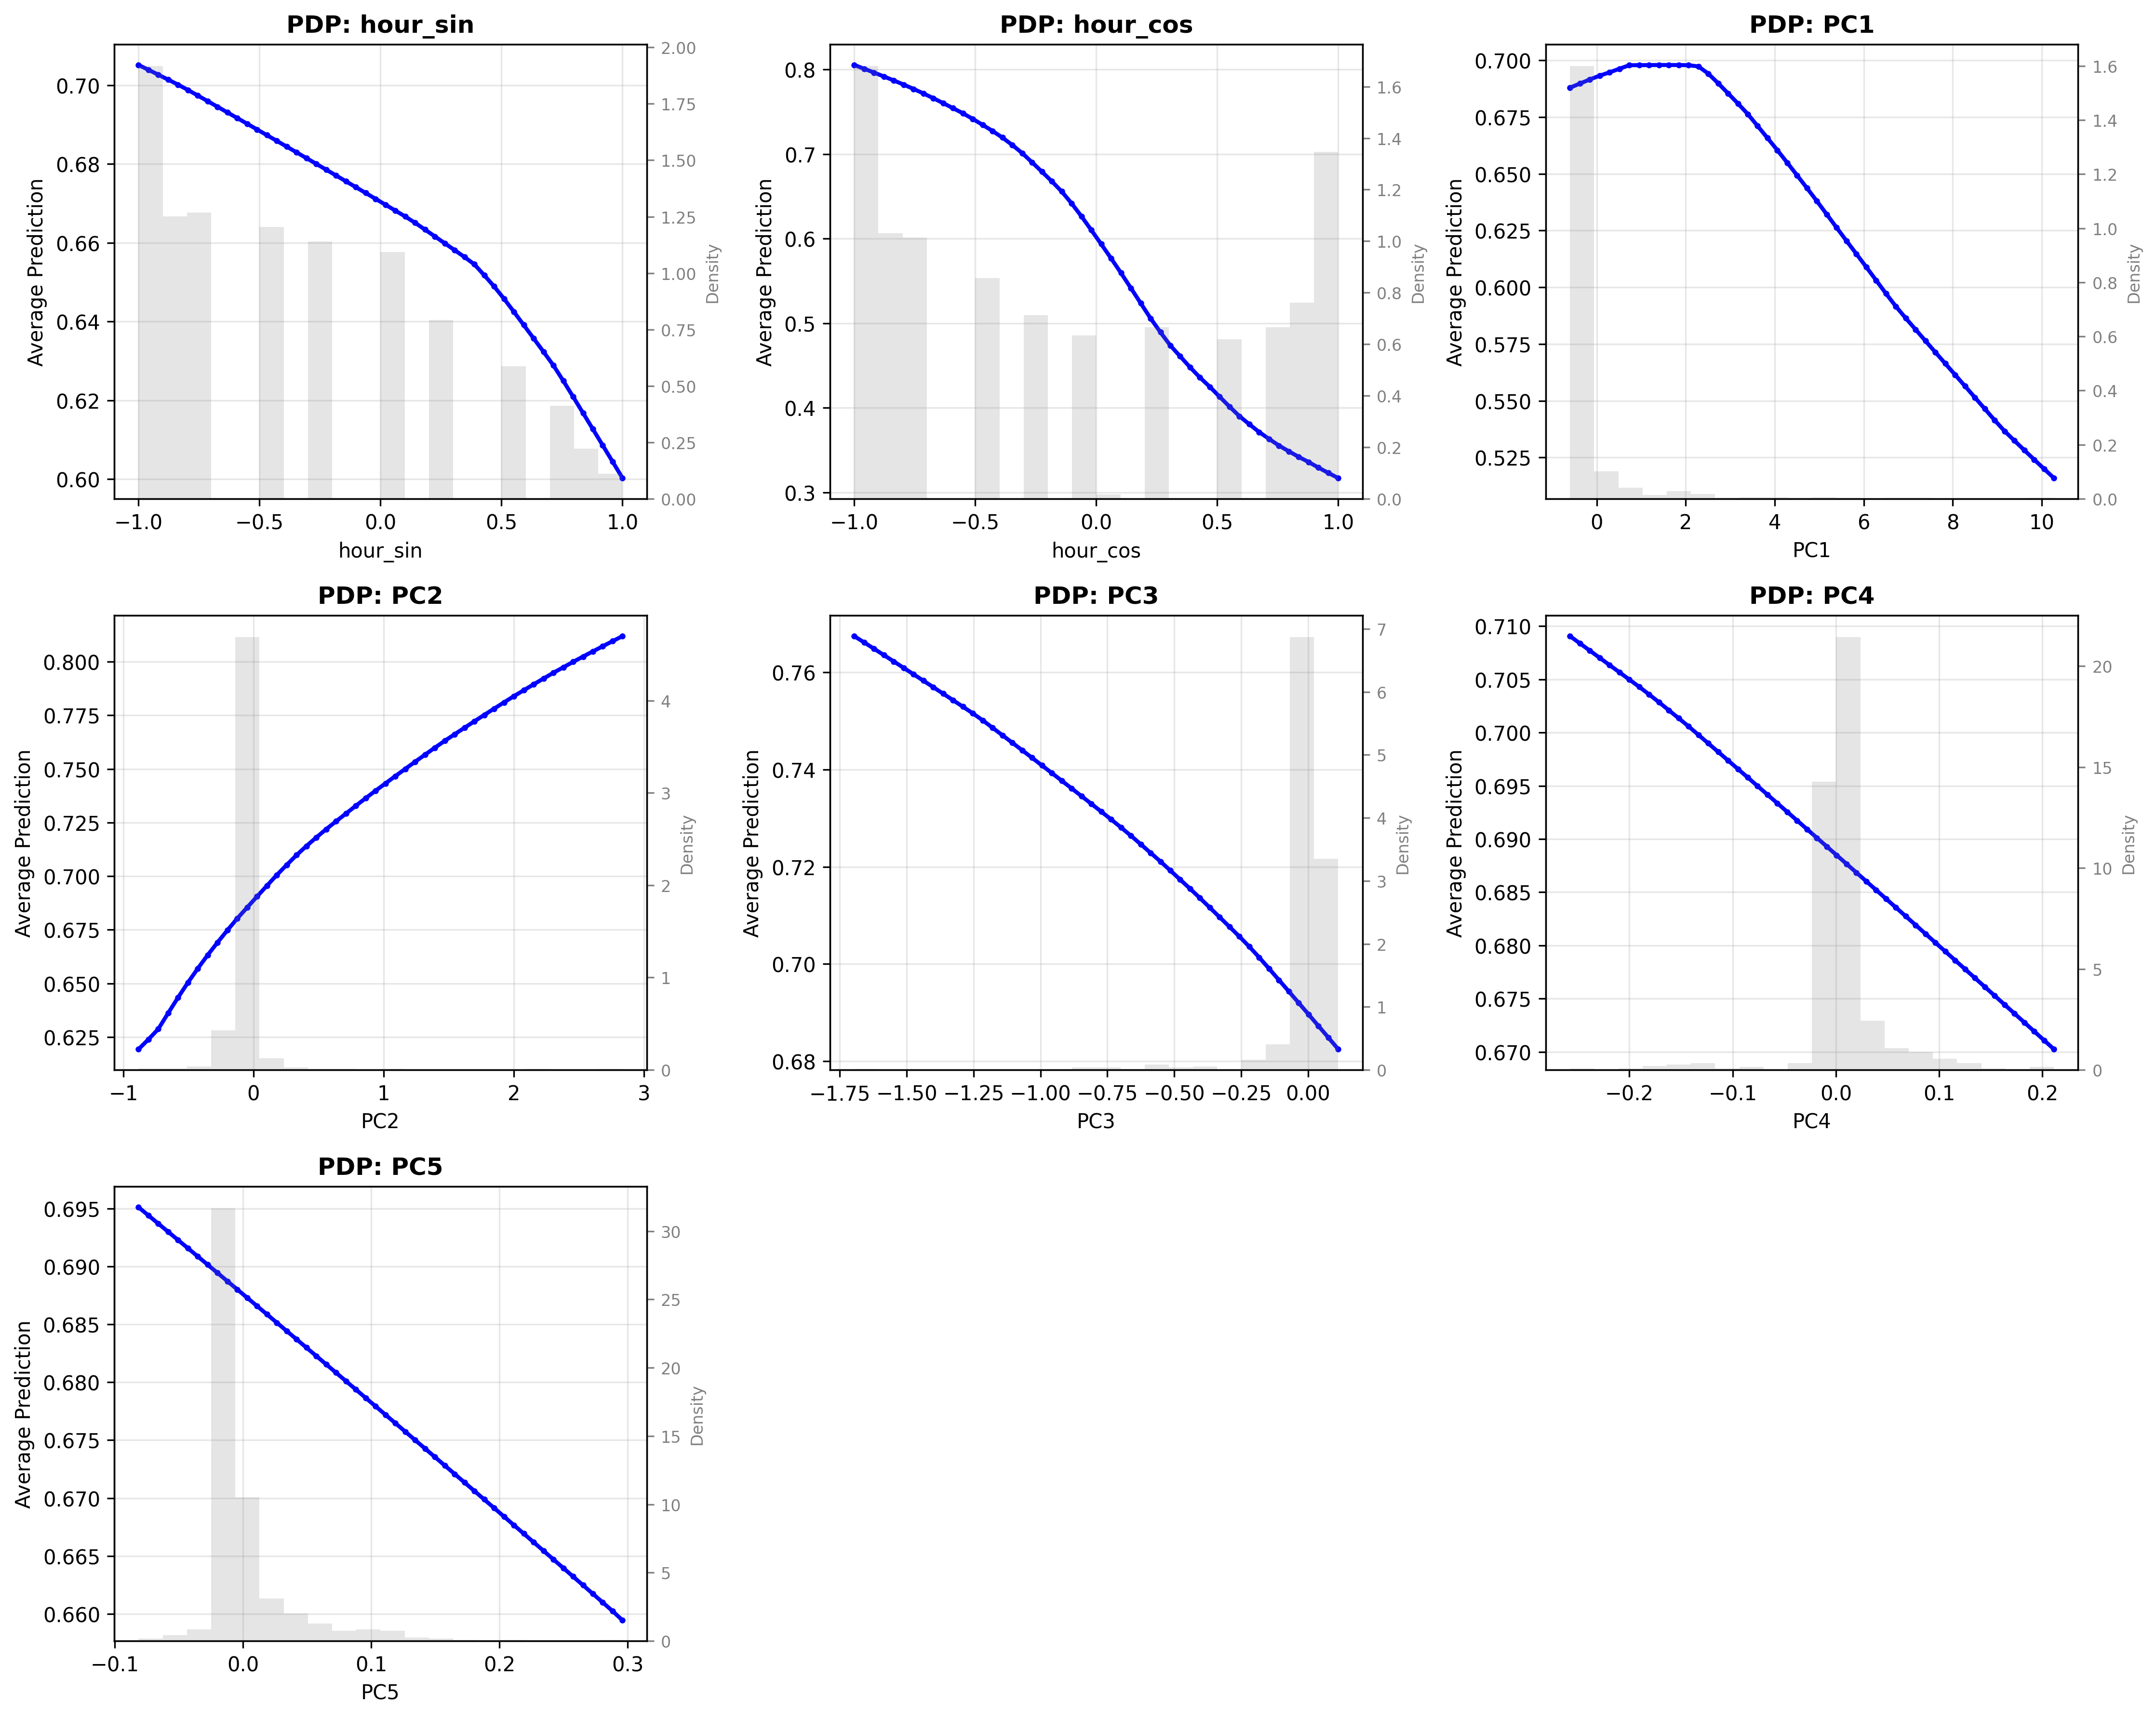 PDP: hour_sin
0.70
0.68
0.66
0.64
0.62
0.60
Average Prediction
−1.0 −0.5 0.0 0.5 1.0
hour_sin
2.00
1.75
1.50
1.25
1.00
0.75
0.50
0.25
0.00
Density
PDP: hour_cos
0.8
0.7
0.6
0.5
0.4
0.3
Average Prediction
−1.0 −0.5 0.0 0.5 1.0
hour_cos
1.6
1.4
1.2
1.0
0.8
0.6
0.4
0.2
0.0
Density
PDP: PC1
0.700
0.675
0.650
0.625
0.600
0.575
0.550
0.525
Average Prediction
0 2 4 6 8 10
PC1
1.6
1.4
1.2
1.0
0.8
0.6
0.4
0.2
0.0
Density
PDP: PC2
0.800
0.775
0.750
0.725
0.700
0.675
0.650
0.625
Average Prediction
−1 0 1 2 3
PC2
4
3
2
1
0
Density
PDP: PC3
0.76
0.74
0.72
0.70
0.68
Average Prediction
−1.75 −1.50 −1.25 −1.00 −0.75 −0.50 −0.25 0.00
PC3
7
6
5
4
3
2
1
0
Density
PDP: PC4
0.710
0.705
0.700
0.695
0.690
0.685
0.680
0.675
0.670
Average Prediction
−0.2 −0.1 0.0 0.1 0.2
PC4
20
15
10
5
0
Density
PDP: PC5
0.695
0.690
0.685
0.680
0.675
0.670
0.665
0.660
Average Prediction
−0.1 0.0 0.1 0.2 0.3
PC5
30
25
20
15
10
5
0
Density